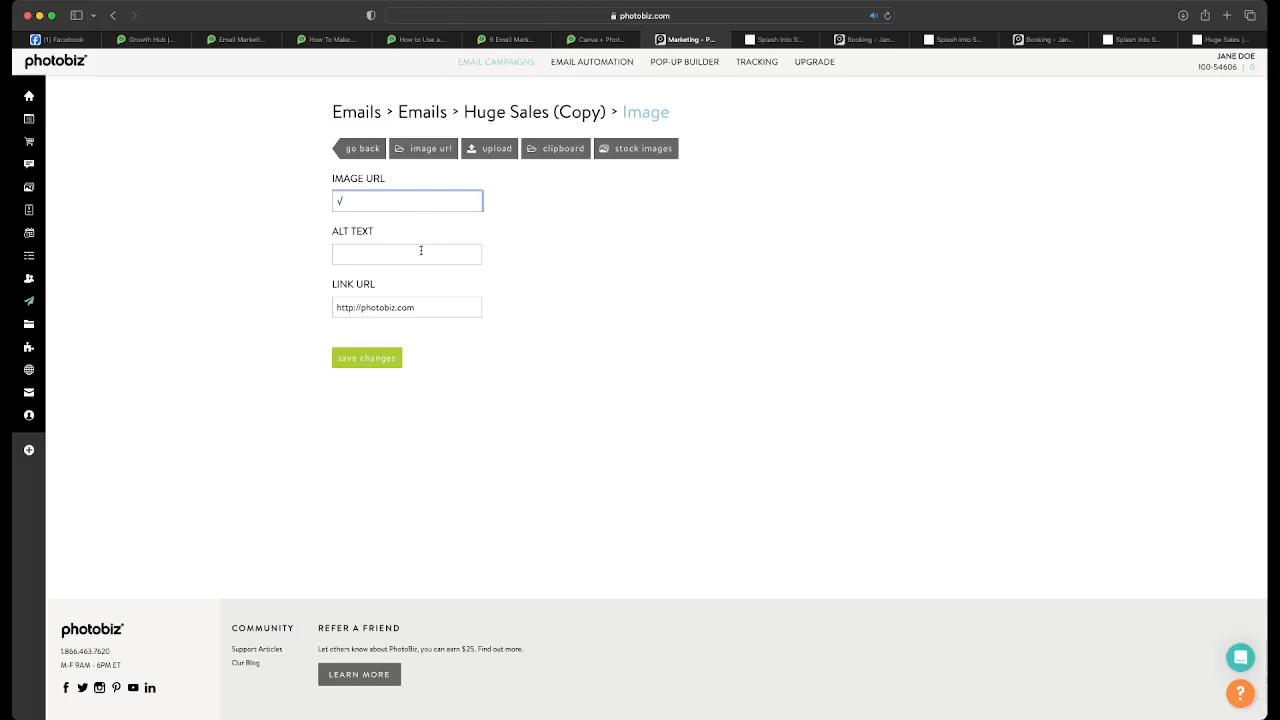 photobiz.com
(1) Facebook
Growth Hub |...
Email Marketi...
How To Make...
How to Use a...
6 Email Mark...
Canva + Phot...
Marketing - P...
Splash Into S...
Booking - Jan...
Splash Into S...
Booking - Jan...
Splash Into S...
Huge Sales |...
photobiz
EMAIL CAMPAIGNS
EMAIL AUTOMATION
POP-UP BUILDER
TRACKING
UPGRADE
JANE DOE
100-54606 | 0
Emails > Emails > Huge Sales (Copy) > Image
go back
image url
upload
clipboard
stock images
IMAGE URL
√
ALT TEXT
LINK URL
http://photobiz.com
save changes
photobiz
1.866.463.7620
M-F 9AM - 6PM ET
COMMUNITY
Support Articles
Our Blog
REFER A FRIEND
Let others know about PhotoBiz, you can earn $25. Find out more.
LEARN MORE